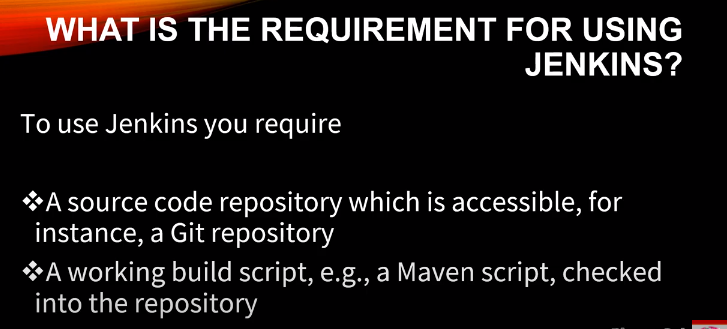 WHAT IS THE REQUIREMENT FOR USING
JENKINS?
To use Jenkins you require
❖A source code repository which is accessible, for
instance, a Git repository
❖A working build script, e.g., a Maven script, checked
into the repository